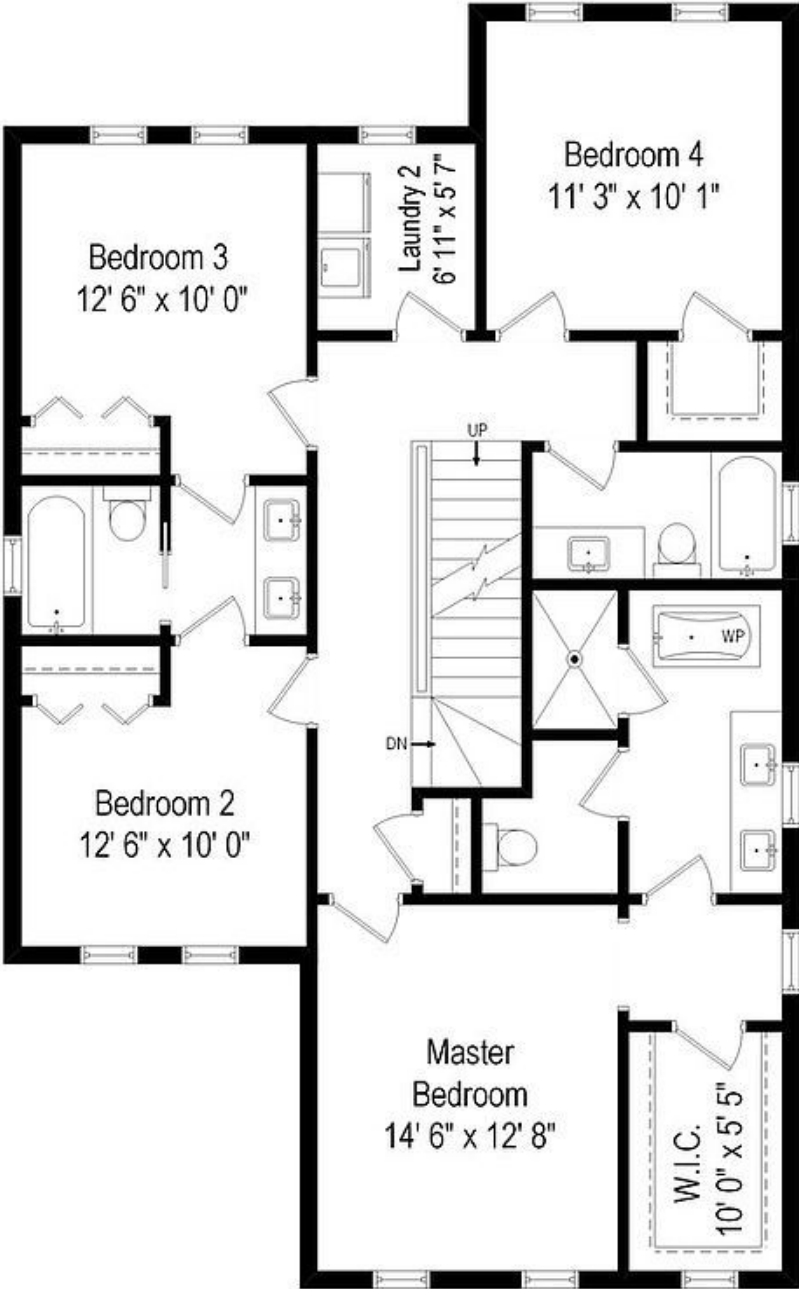 Bedroom 4
11' 3" x 10' 1"
Laundry 2
6' 11" x 5' 7"
Bedroom 3
12' 6" x 10' 0"
UP
WP
DN
Bedroom 2
12' 6" x 10' 0"
Master
Bedroom
14' 6" x 12' 8"
W.I.C.
10' 0" x 5' 5"